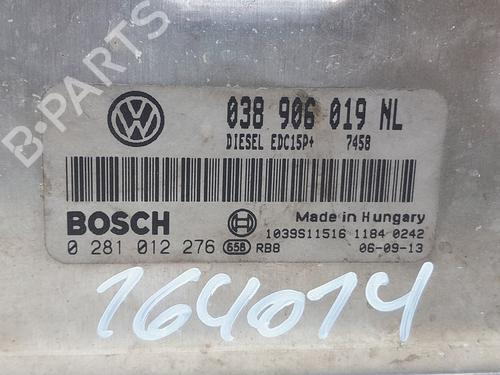 B-PARTS
038 906 019 NL
DIESEL EDC15P+ 7458
BOSCH
Made in Hungary
1039S11516 1184 0242
0 281 012 276 658 RB8 06-09-13
164014